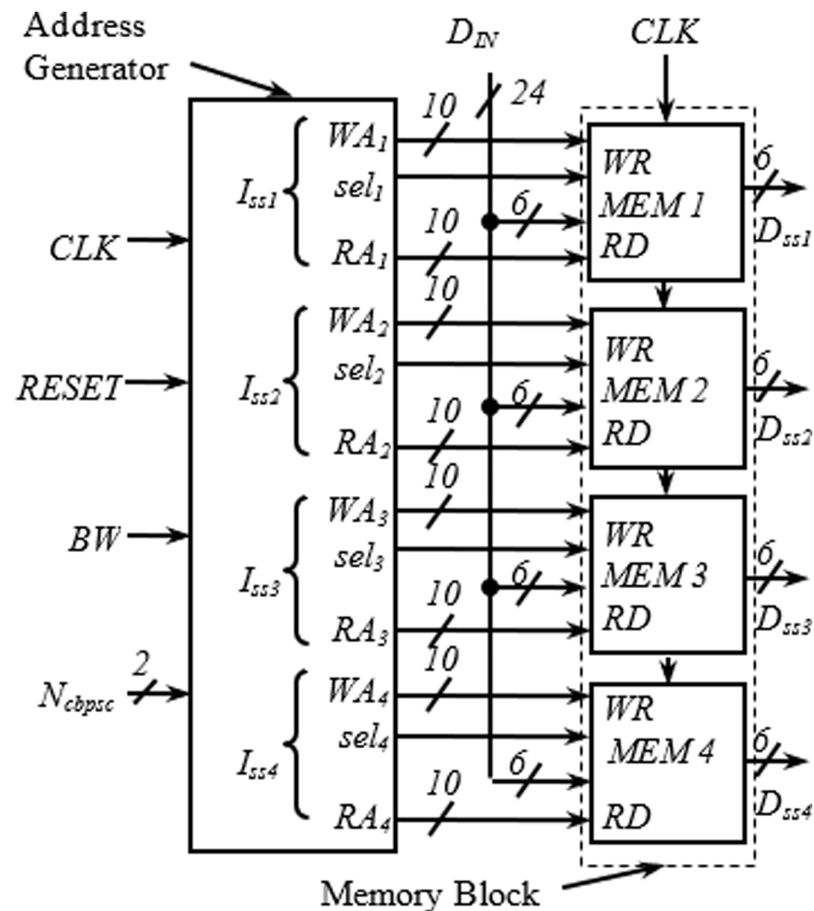 Address
Generator
D_IN
CLK
24
CLK
RESET
BW
N_cbpsc
2
I_ss1
WA_1
sel_1
RA_1
10
6
10
WR
MEM 1
RD
6
D_ss1
I_ss2
WA_2
sel_2
RA_2
10
6
10
WR
MEM 2
RD
6
D_ss2
I_ss3
WA_3
sel_3
RA_3
10
6
10
WR
MEM 3
RD
6
D_ss3
I_ss4
WA_4
sel_4
RA_4
10
6
10
WR
MEM 4
RD
6
D_ss4
Memory Block